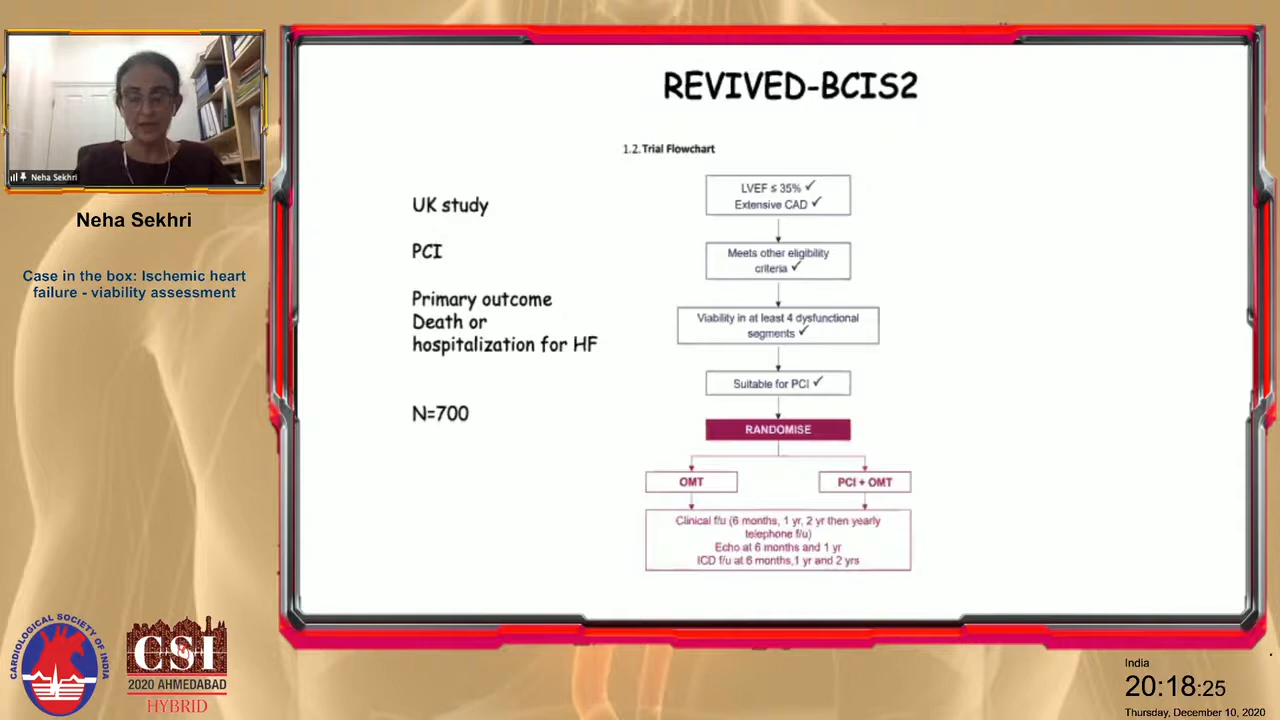 Neha Sekhri
Neha Sekhri
Case in the box: Ischemic heart
failure - viability assessment
REVIVED-BCIS2
1.2. Trial Flowchart
UK study
PCI
Primary outcome
Death or
hospitalization for HF
N=700
LVEF ≤ 35% ✓
Extensive CAD ✓
Meets other eligibility
criteria ✓
Viability in at least 4 dysfunctional
segments ✓
Suitable for PCI ✓
RANDOMISE
OMT
PCI + OMT
Clinical f/u (6 months, 1 yr, 2 yr then yearly
telephone f/u)
Echo at 6 months and 1 yr
ICD f/u at 6 months,1 yr and 2 yrs
CARDIOLOGICAL SOCIETY OF INDIA
CSI
2020 AHMEDABAD
HYBRID
India
20:18:25
Thursday, December 10, 2020